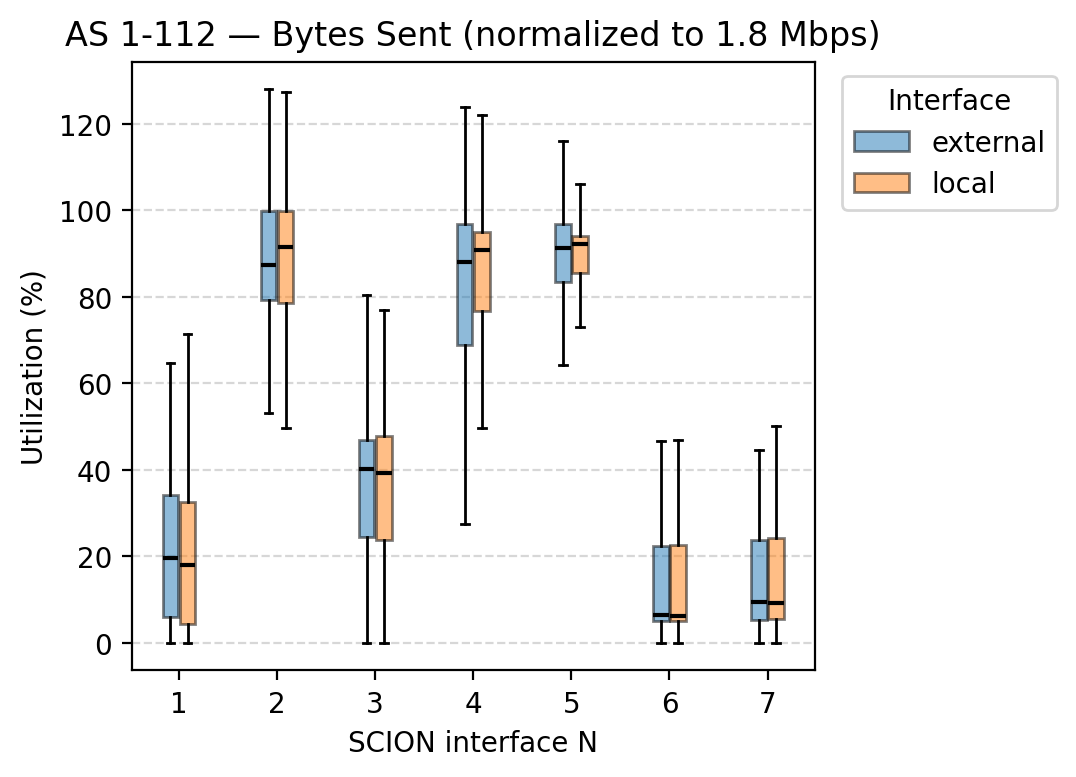 AS 1-112 — Bytes Sent (normalized to 1.8 Mbps)
Interface
external
local
Utilization (%)
120
100
80
60
40
20
0
1 2 3 4 5 6 7
SCION interface N